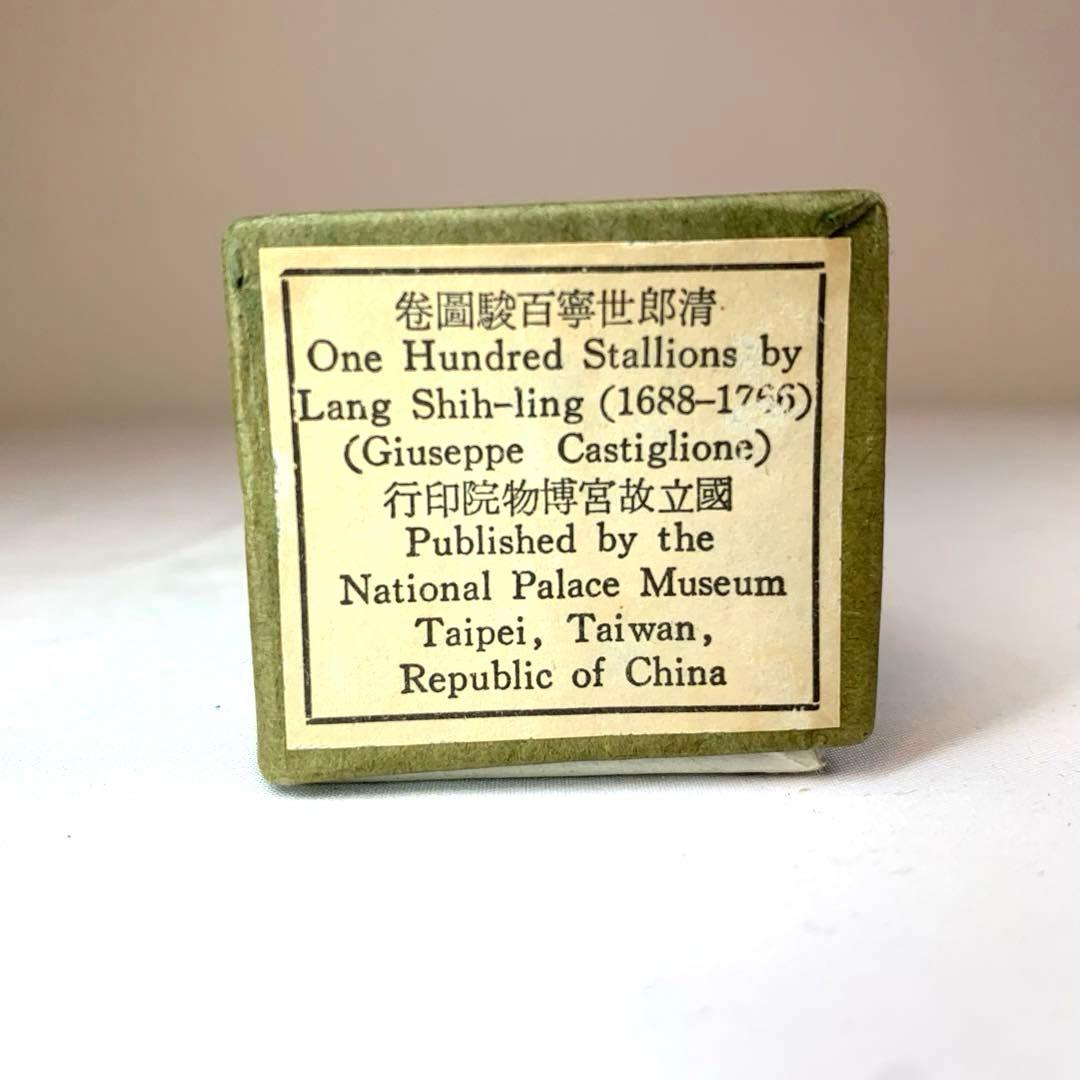 清郎世寧百駿圖卷
One Hundred Stallions by
Lang Shih-ling (1688-1766)
(Giuseppe Castiglione)
國立故宮博物院印行
Published by the
National Palace Museum
Taipei, Taiwan,
Republic of China